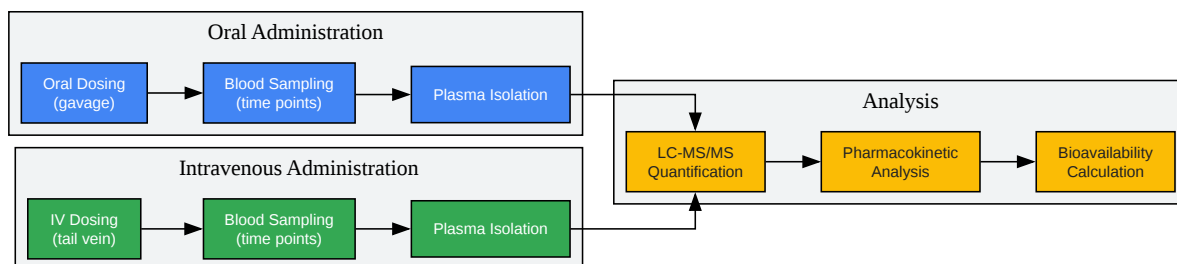 Oral Administration
Oral Dosing
(gavage)
Blood Sampling
(time points)
Plasma Isolation
Intravenous Administration
IV Dosing
(tail vein)
Blood Sampling
(time points)
Plasma Isolation
Analysis
LC-MS/MS
Quantification
Pharmacokinetic
Analysis
Bioavailability
Calculation